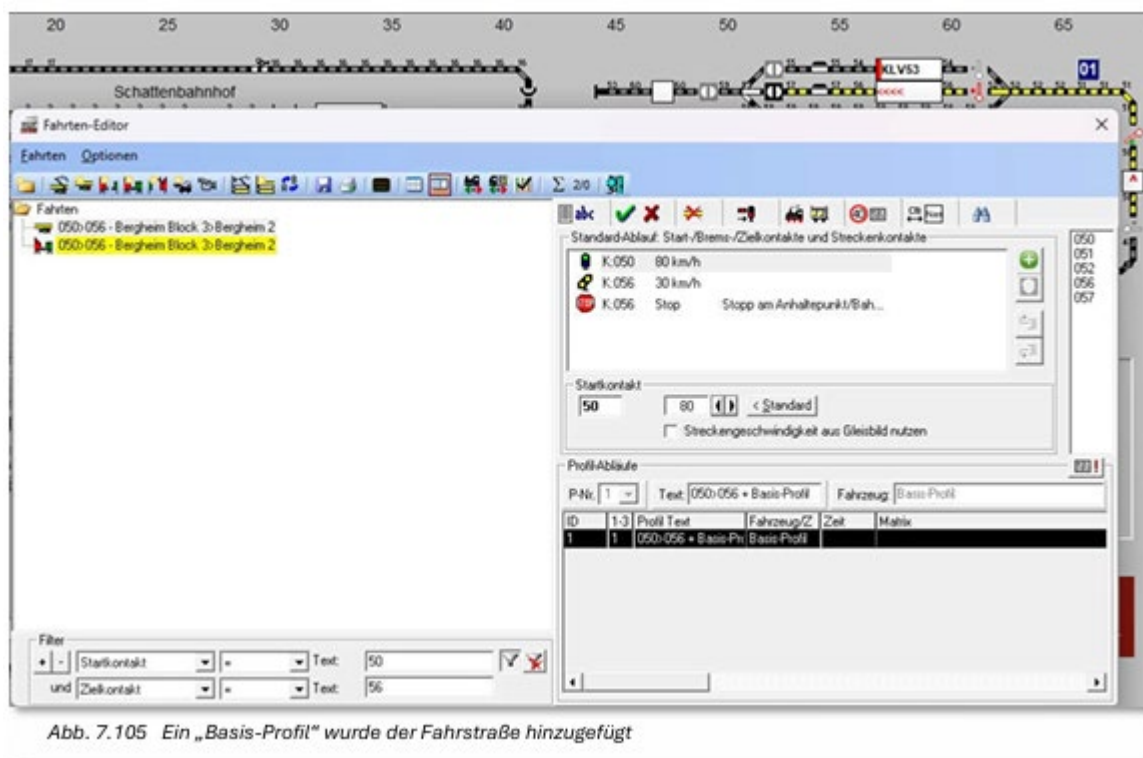 20 25 30 35 40 45 50 55 60 65
KLV53 01
Schattenbahnhof <<<<
Fahrten-Editor
Fahrten Optionen
Σ 2/0
Fahrten
050>056 - Bergheim Block 3>Bergheim 2
050>056 - Bergheim Block 3>Bergheim 2
abc
Standard-Ablauf: Start-/Brems-/Zielkontakte und Streckenkontakte
K:050 80 km/h
K:056 30 km/h
STOP K:056 Stop Stopp am Anhaltepunkt/Bah...
050
051
052
056
057
Startkontakt
50 80 < Standard
Streckengeschwindigkeit aus Gleisbild nutzen
Profil-Abläufe
P-Nr. 1 Text: 050>056 + Basis-Profil Fahrzeug: Basis-Profil
ID 1-3 Profil Text Fahrzeug/Z Zeit Matrix
1 1 050>056 + Basis-Pr Basis-Profil
Filter
+ - Startkontakt = Text: 50
und Zielkontakt = Text: 56
Abb. 7.105 Ein „Basis-Profil“ wurde der Fahrstraße hinzugefügt